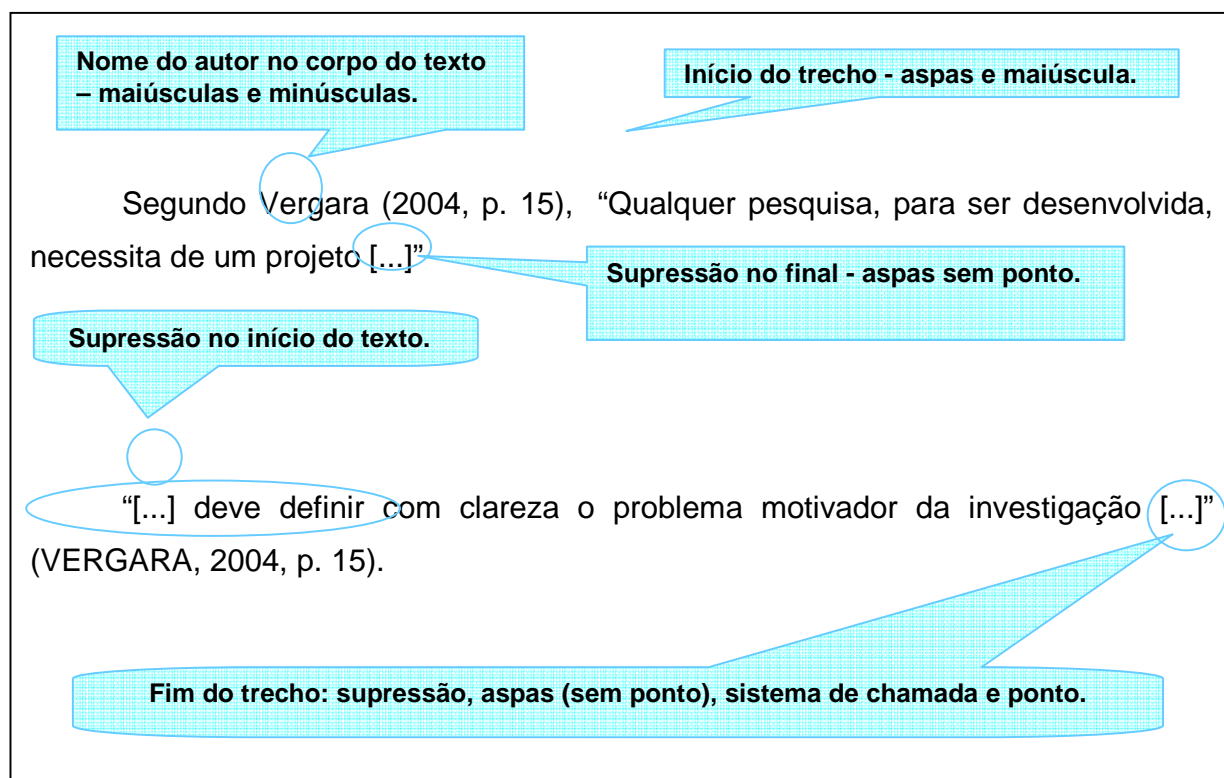 Nome do autor no corpo do texto
– maiúsculas e minúsculas.
Início do trecho - aspas e maiúscula.
Segundo Vergara (2004, p. 15), “Qualquer pesquisa, para ser desenvolvida,
necessita de um projeto [...]”
Supressão no final - aspas sem ponto.
Supressão no início do texto.
“[...] deve definir com clareza o problema motivador da investigação [...]”
(VERGARA, 2004, p. 15).
Fim do trecho: supressão, aspas (sem ponto), sistema de chamada e ponto.